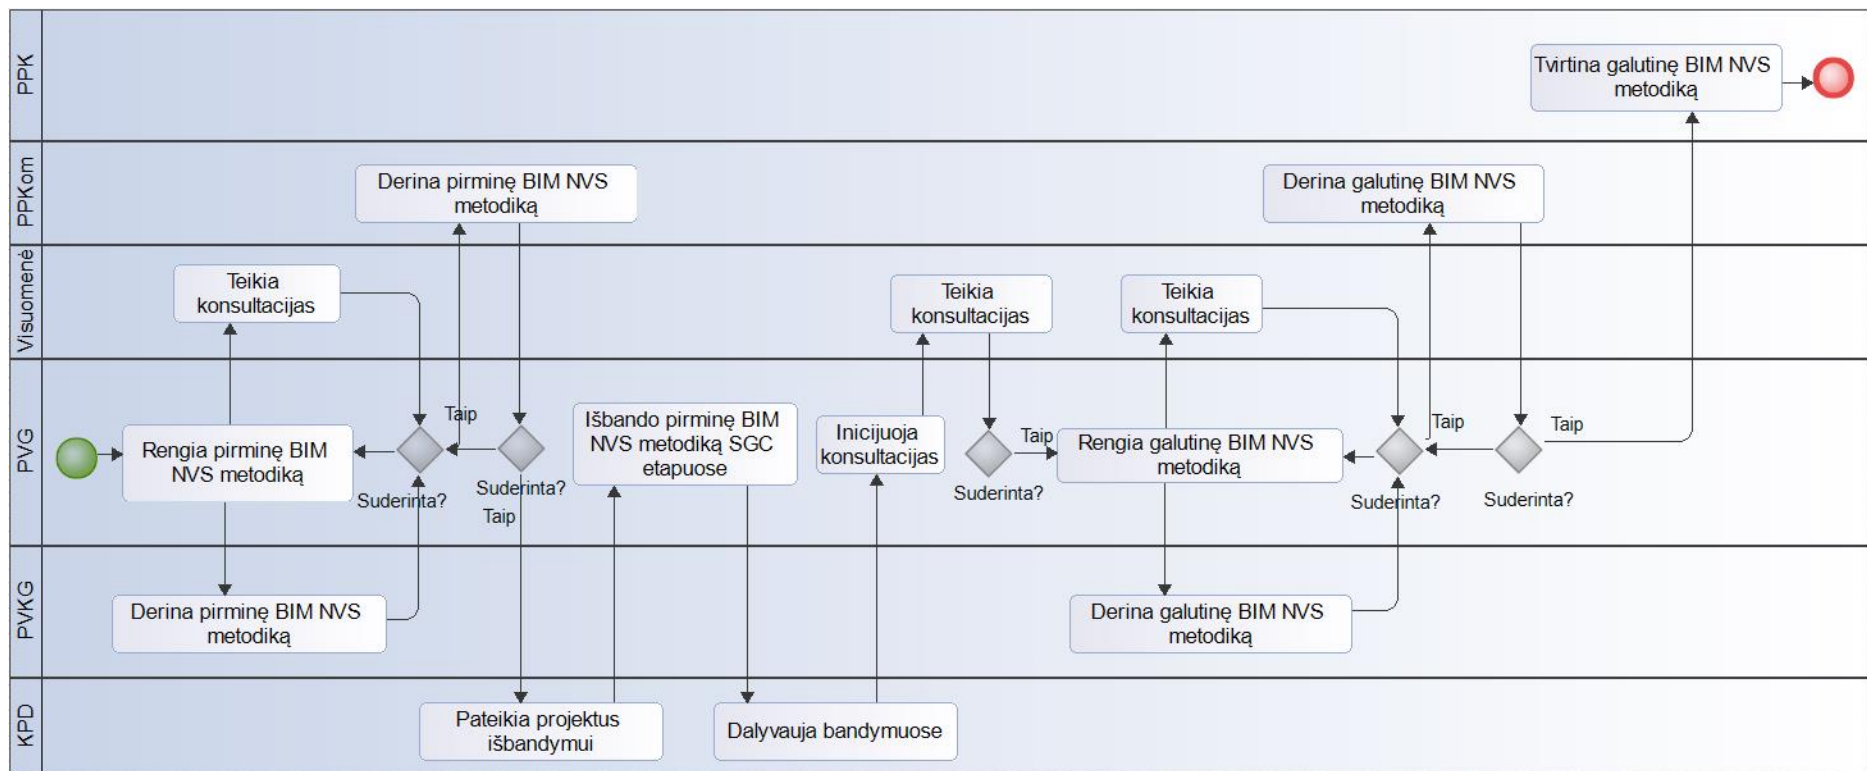 PPK
Tvirtina galutinę BIM NVS
metodiką
PPKom
Derina pirminę BIM NVS
metodiką
Derina galutinę BIM NVS
metodiką
Visuomenė
Teikia
konsultacijas
Teikia
konsultacijas
Teikia
konsultacijas
PVG
Rengia pirminę BIM
NVS metodiką
Suderinta?
Taip
Suderinta?
Taip
Išbando pirminę BIM
NVS metodiką SGC
etapuose
Inicijuoja
konsultacijas
Suderinta?
Taip
Rengia galutinę BIM NVS
metodiką
Suderinta?
Taip
Suderinta?
Taip
PVKG
Derina pirminę BIM NVS
metodiką
Derina galutinę BIM NVS
metodiką
KPD
Pateikia projektus
išbandymui
Dalyvauja bandymuose